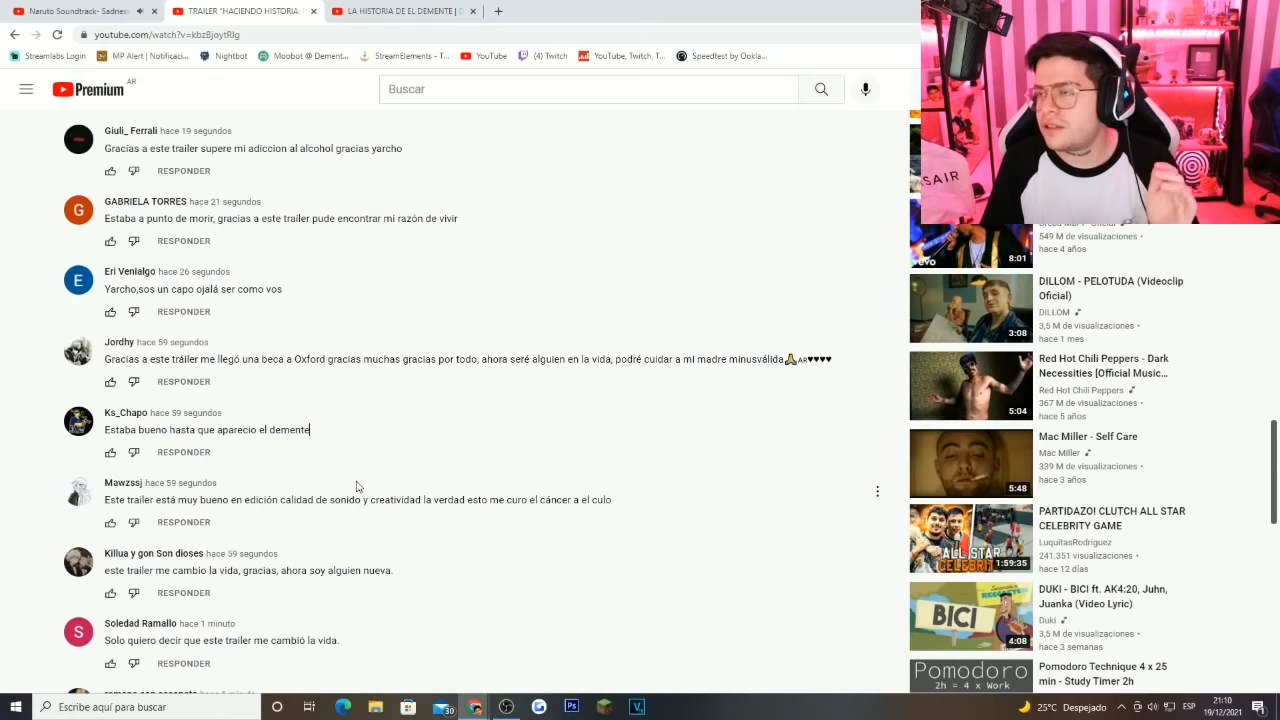 Naruto Soundtrack- Sadnes
TRAILER "HACIENDO HISTORIA:
LA HISTORIA DE EL DEMENTE | D
youtube.com/watch?v=kbzBjoytRlg
Streamlabs Login
MP Alert | Notificaci...
Nightbot
Moobot @ Dement...
StreamElements - T...
YouTube
(4) Twitch
YouTube, Twitch, T...
Speedtest by Ookla...
Premium
AR
Buscar
Giuli_ Ferrali hace 19 segundos
Gracias a este trailer supere mi adiccion al alcohol gracias yarcho
RESPONDER
G
GABRIELA TORRES hace 21 segundos
Estaba a punto de morir, gracias a este trailer pude encontrar mi razón de vivir
RESPONDER
E
Eri Venialgo hace 26 segundos
Yarcho,sos un capo ojalá ser como vos
RESPONDER
Jordhy hace 59 segundos
Gracias a este tráiler me llegó una beca a Oxford gracias muchas gracias por todo, ahora seré alguien en la vida, podré cuidar a mi madre minusválida🙏AR♥♥♥♥
RESPONDER
Ks_Chapo hace 59 segundos
Estaba bueno hasta que aparecio el demente
RESPONDER
Mawzssj hace 59 segundos
Este trailer está muy bueno en edición calidad de sonido y creatividad la verdad esto me curo el cáncer a el culo
RESPONDER
Killua y gon Son dioses hace 59 segundos
este trailer me cambio la vida, gracias, ahora soy alguien nueva.
RESPONDER
S
Soledad Ramallo hace 1 minuto
Solo quiero decir que este trailer me cambió la vida.
RESPONDER
SAIR
549 M de visualizaciones •
hace 4 años
vevo
8:01
DILLOM - PELOTUDA (Videoclip
Oficial)
DILLOM
3,5 M de visualizaciones •
hace 1 mes
3:08
Red Hot Chili Peppers - Dark
Necessities [Official Music...
Red Hot Chili Peppers
367 M de visualizaciones •
hace 5 años
5:04
Mac Miller - Self Care
Mac Miller
339 M de visualizaciones •
hace 3 años
5:48
PARTIDAZO! CLUTCH ALL STAR
CELEBRITY GAME
LuquitasRodriguez
241.351 visualizaciones •
hace 12 días
ALL STAR
1:59:35
DUKI - BICI ft. AK4:20, Juhn,
Juanka (Video Lyric)
Duki
3,5 M de visualizaciones •
hace 3 semanas
BICI
4:08
Pomodoro Technique 4 x 25
min - Study Timer 2h
Pomodoro
2h = 4 x Work
Escribe aquí para buscar
30
Ps
V
25°C
ESP
21:10
19/12/2021